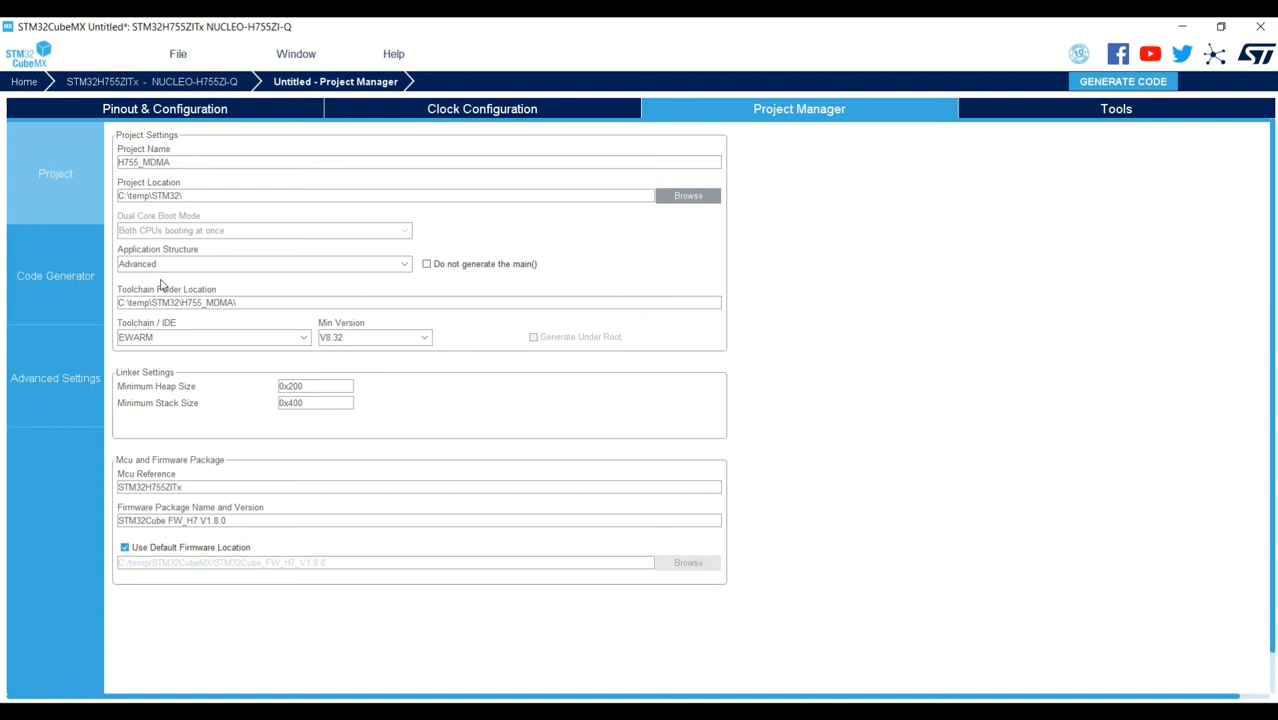 MX STM32CubeMX Untitled*: STM32H755ZITx NUCLEO-H755ZI-Q
STM32 CubeMX
File Window Help
10
Home STM32H755ZITx - NUCLEO-H755ZI-Q Untitled - Project Manager GENERATE CODE
Pinout & Configuration Clock Configuration Project Manager Tools
Project
Code Generator
Advanced Settings
Project Settings
Project Name
H755_MDMA
Project Location
C:\temp\STM32\ Browse
Dual Core Boot Mode
Both CPUs booting at once
Application Structure
Advanced Do not generate the main()
Toolchain Folder Location
C:\temp\STM32\H755_MDMA\
Toolchain / IDE Min Version
EWARM V8.32 Generate Under Root
Linker Settings
Minimum Heap Size 0x200
Minimum Stack Size 0x400
Mcu and Firmware Package
Mcu Reference
STM32H755ZITx
Firmware Package Name and Version
STM32Cube FW_H7 V1.8.0
Use Default Firmware Location
C:/temp/STM32CubeMX/STM32Cube_FW_H7_V1.8.0 Browse